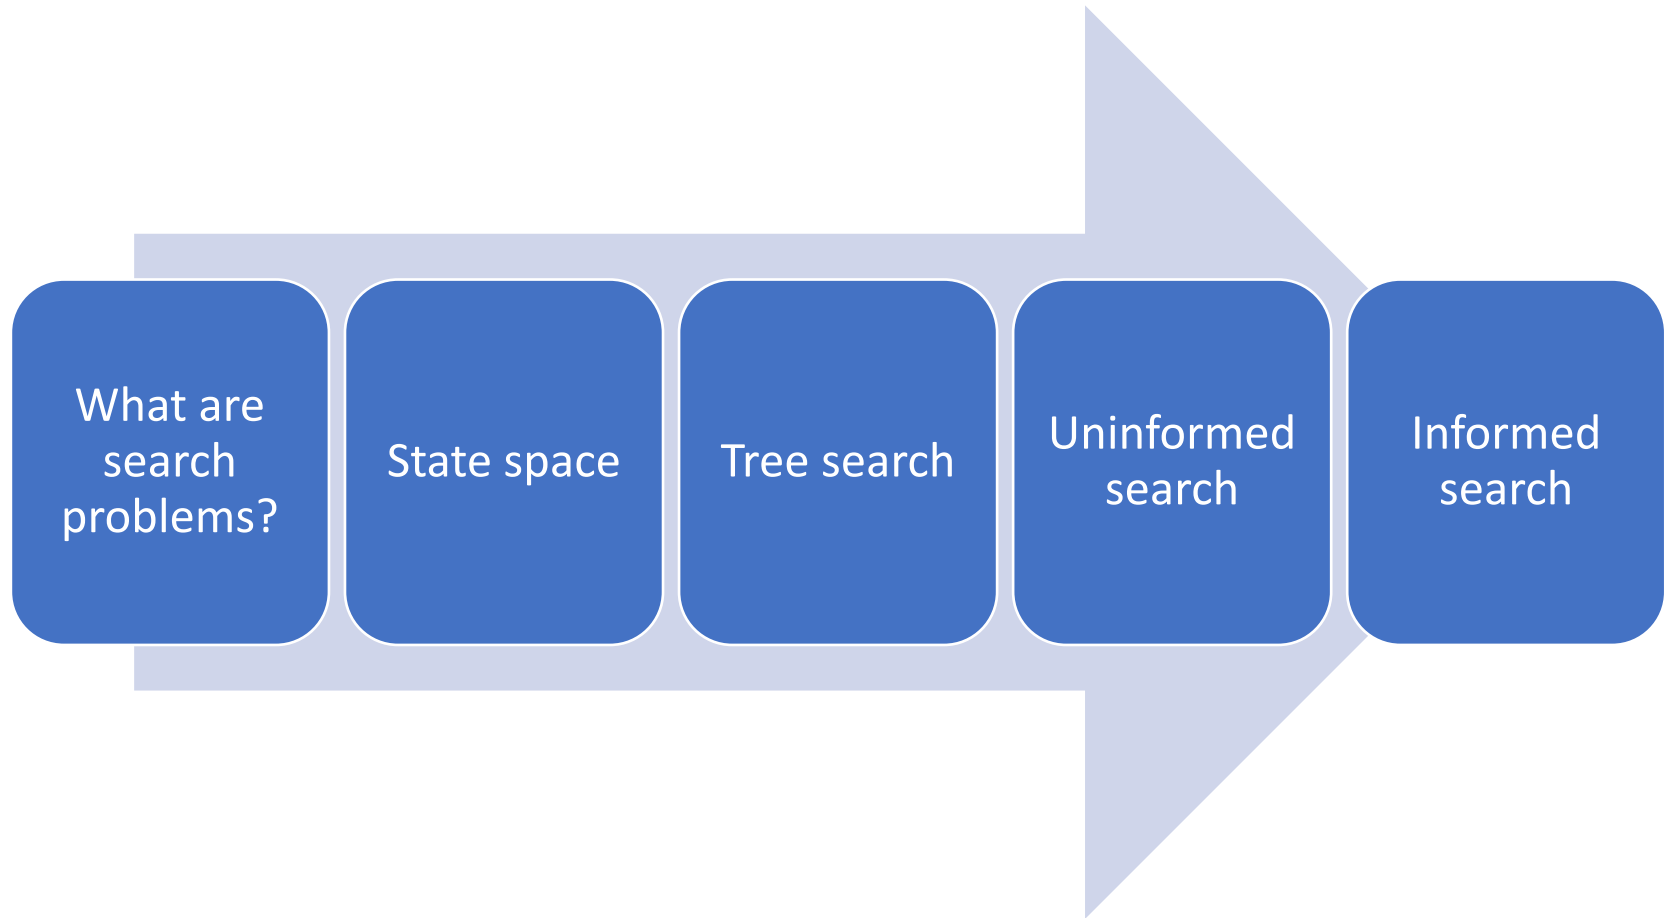 What are
search
problems?
State space
Tree search
Uninformed
search
Informed
search